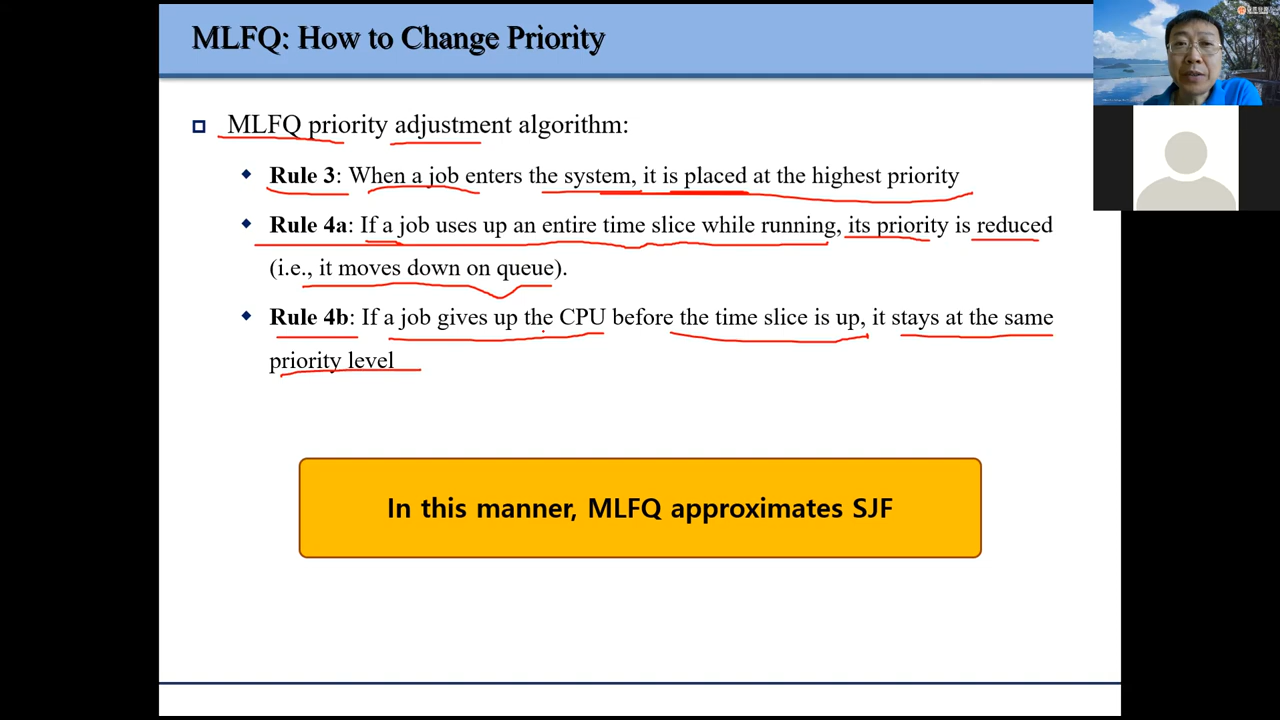 MLFQ: How to Change Priority
MLFQ priority adjustment algorithm:
Rule 3: When a job enters the system, it is placed at the highest priority
Rule 4a: If a job uses up an entire time slice while running, its priority is reduced
(i.e., it moves down on queue).
Rule 4b: If a job gives up the CPU before the time slice is up, it stays at the same
priority level
In this manner, MLFQ approximates SJF